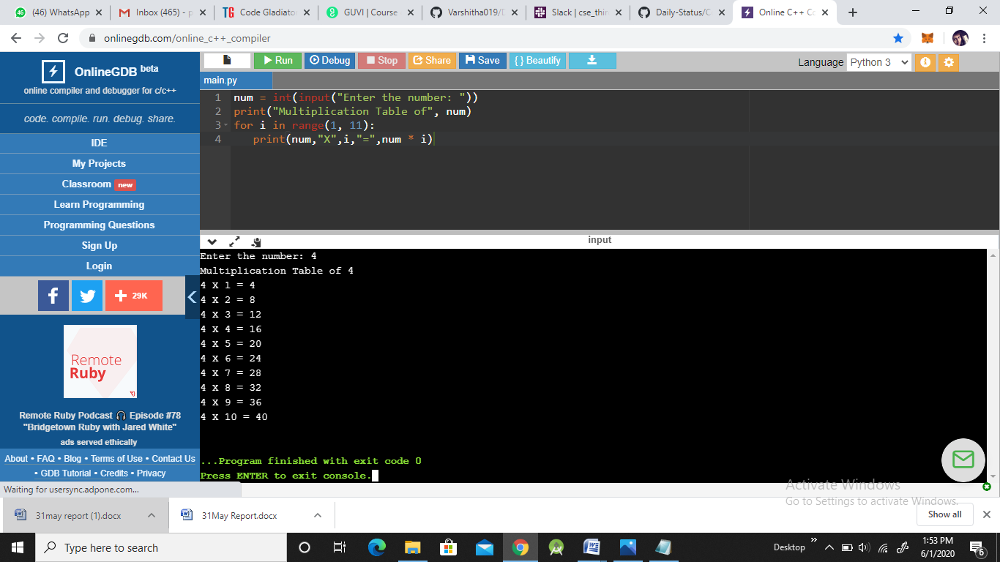 (46) WhatsApp
Inbox (465) - p
Code Gladiator
GUVI | Course
Varshitha019/D
Slack | cse_thir
Daily-Status/C
Online C++ Co
onlinegdb.com/online_c++_compiler
OnlineGDB beta
online compiler and debugger for c/c++
code. compile. run. debug. share.
IDE
My Projects
Classroom new
Learn Programming
Programming Questions
Sign Up
Login
f
+ 29K
Remote
Ruby
Remote Ruby Podcast 🎧 Episode #78
"Bridgetown Ruby with Jared White"
ads served ethically
About • FAQ • Blog • Terms of Use • Contact Us
• GDB Tutorial • Credits • Privacy
Waiting for usersync.adpone.com...
Run
Debug
Stop
Share
Save
{ } Beautify
Language Python 3
main.py
1 num = int(input("Enter the number: "))
2 print("Multiplication Table of", num)
3 for i in range(1, 11):
4    print(num,"X",i,"=",num * i)
input
Enter the number: 4
Multiplication Table of 4
4 X 1 = 4
4 X 2 = 8
4 X 3 = 12
4 X 4 = 16
4 X 5 = 20
4 X 6 = 24
4 X 7 = 28
4 X 8 = 32
4 X 9 = 36
4 X 10 = 40
...Program finished with exit code 0
Press ENTER to exit console.
Activate Windows
Go to Settings to activate Windows.
31may report (1).docx
31May Report.docx
Show all
Type here to search
Desktop
1:53 PM
6/1/2020
6